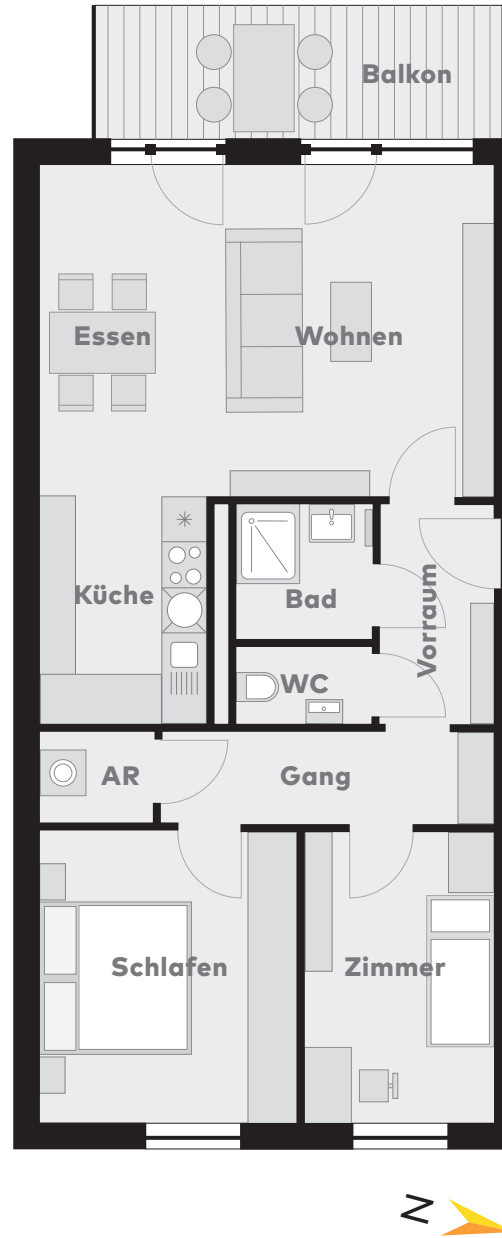 Balkon
Essen
Wohnen
Küche
Bad
Vorraum
WC
AR
Gang
Schlafen
Zimmer
N